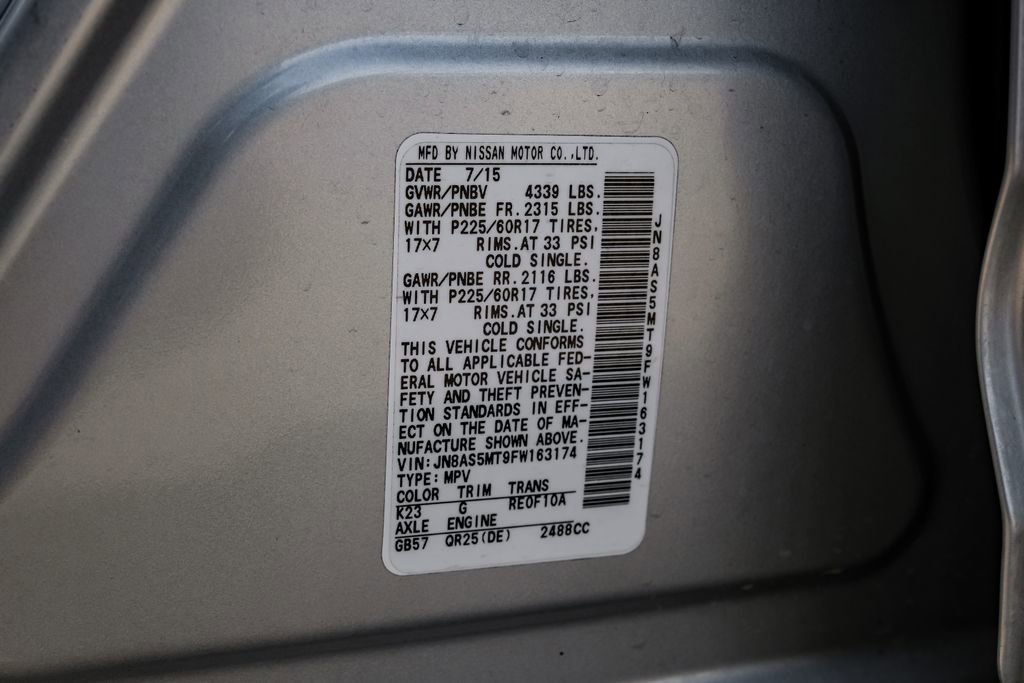 MFD BY NISSAN MOTOR CO.,LTD.
DATE 7/15
GVWR/PNBV 4339 LBS.
GAWR/PNBE FR. 2315 LBS.
WITH P225/60R17 TIRES,
17×7 RIMS.AT 33 PSI
COLD SINGLE.
GAWR/PNBE RR. 2116 LBS.
WITH P225/60R17 TIRES,
17×7 RIMS.AT 33 PSI
COLD SINGLE.
THIS VEHICLE CONFORMS
TO ALL APPLICABLE FED-
ERAL MOTOR VEHICLE SA-
FETY AND THEFT PREVEN-
TION STANDARDS IN EFF-
ECT ON THE DATE OF MA-
NUFACTURE SHOWN ABOVE.
VIN:JN8AS5MT9FW163174
TYPE:MPV
COLOR TRIM TRANS
K23 G RE0F10A
AXLE ENGINE
GB57 QR25(DE) 2488CC
JN8AS5MT9FW163174